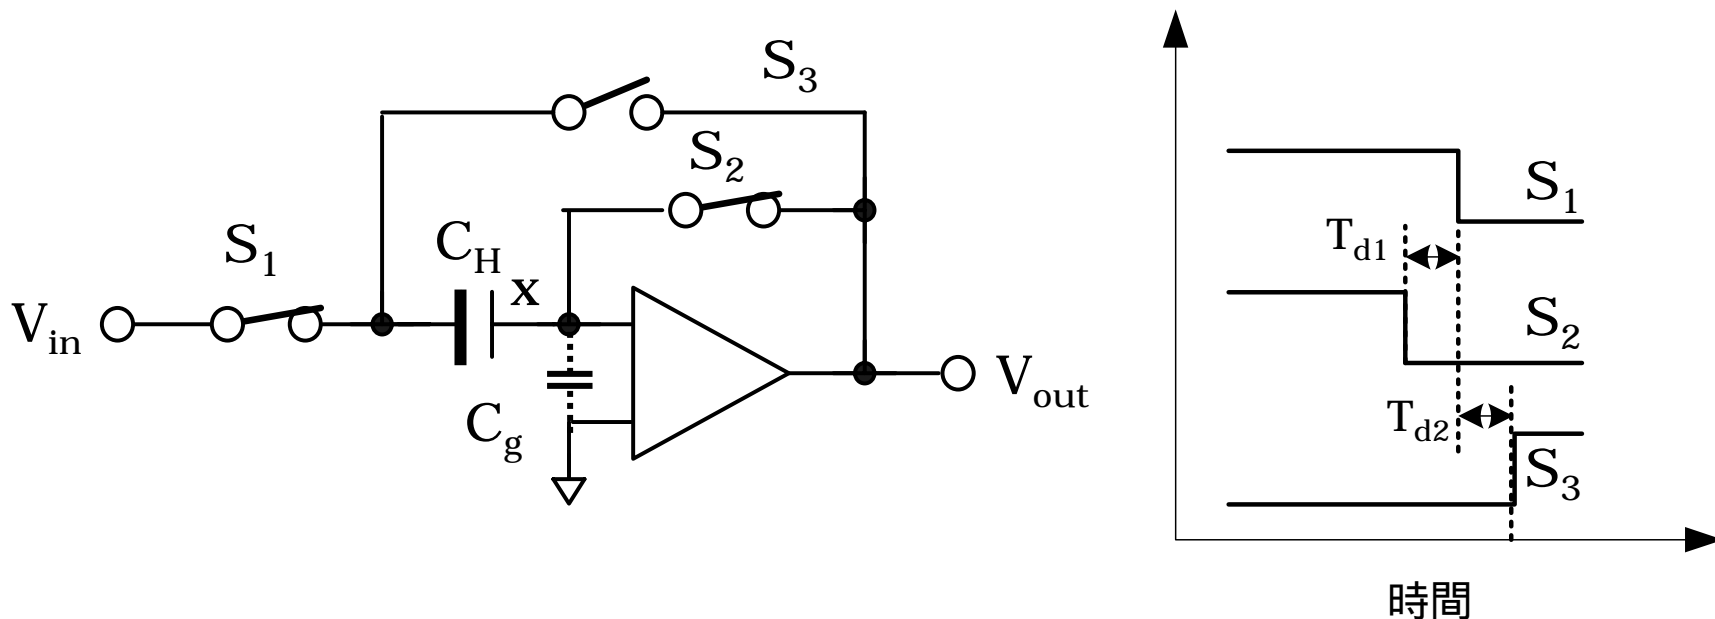 S3
S2
S1
CH
x
Vin
Cg
Vout
S1
Td1
S2
Td2
S3
時間